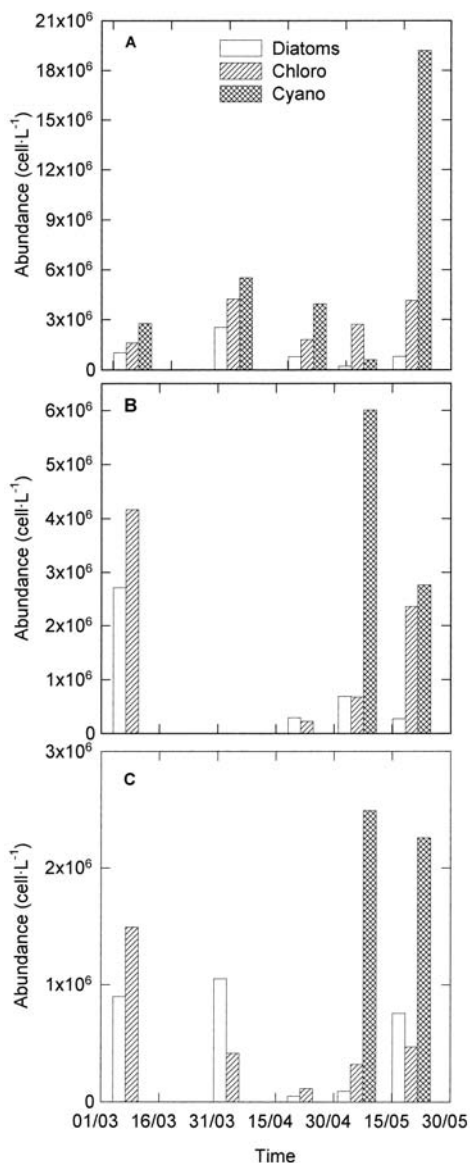 21x10⁶
A
Diatoms
Chloro
Cyano
18x10⁶
15x10⁶
12x10⁶
9x10⁶
6x10⁶
3x10⁶
0
Abundance (cell·L⁻¹)
B
6x10⁶
5x10⁶
4x10⁶
3x10⁶
2x10⁶
1x10⁶
0
Abundance (cell·L⁻¹)
3x10⁶
C
2x10⁶
1x10⁶
0
Abundance (cell·L⁻¹)
01/03 16/03 31/03 15/04 30/04 15/05 30/05
Time